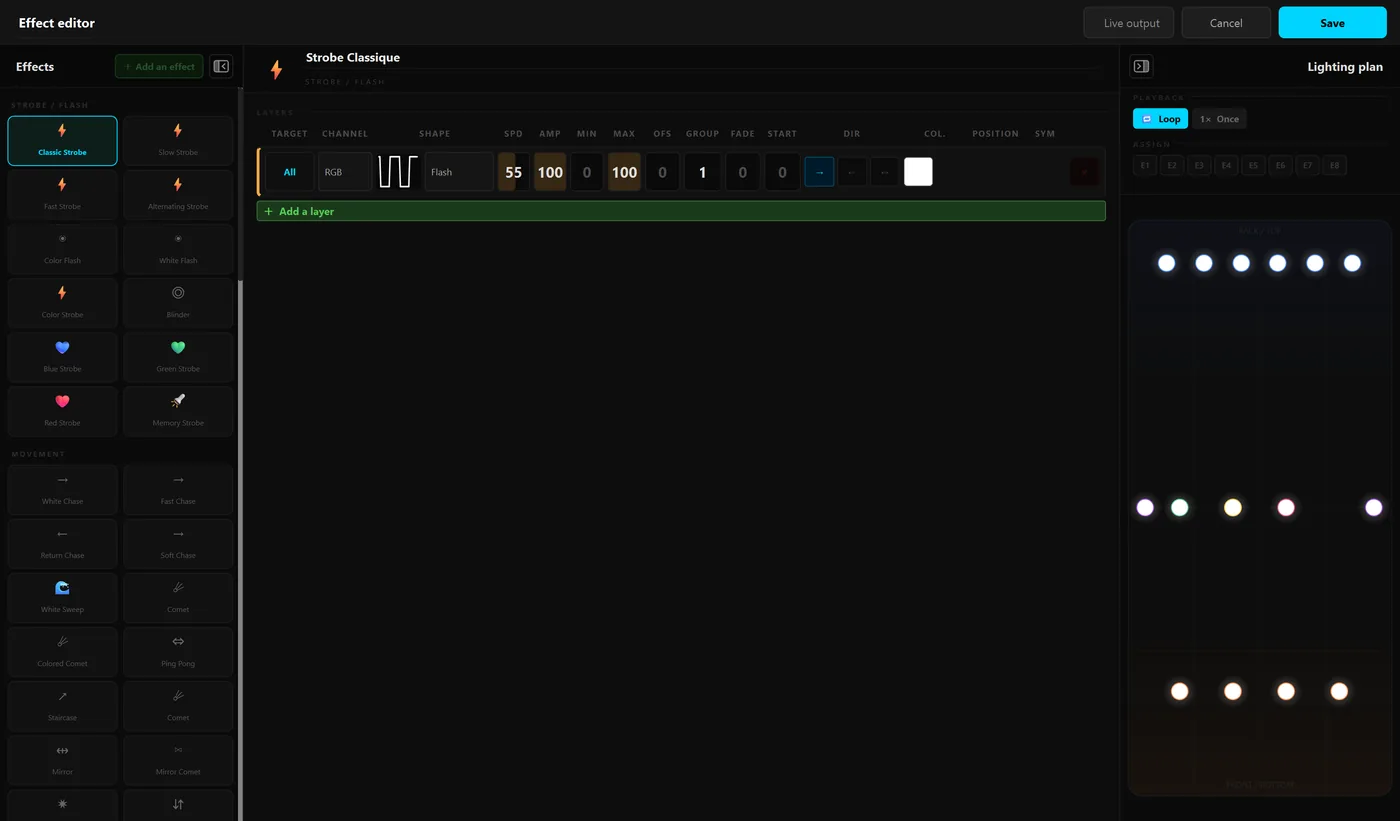 Effect editor
Live output
Cancel
Save
Effects
+ Add an effect
STROBE / FLASH
Classic Strobe
Slow Strobe
Fast Strobe
Alternating Strobe
Color Flash
White Flash
Color Strobe
Blinder
Blue Strobe
Green Strobe
Red Strobe
Memory Strobe
MOVEMENT
White Chase
Fast Chase
Return Chase
Soft Chase
White Sweep
Comet
Colored Comet
Ping Pong
Staircase
Comet
Mirror
Mirror Comet
Strobe Classique
STROBE / FLASH
LAYERS
TARGET CHANNEL SHAPE SPD AMP MIN MAX OFS GROUP FADE START DIR COL. POSITION SYM
All RGB Flash 55 100 0 100 0 1 0 0 → ← ↔
+ Add a layer
Lighting plan
PLAYBACK
Loop
1× Once
ASSIGN
E1 E2 E3 E4 E5 E6 E7 E8